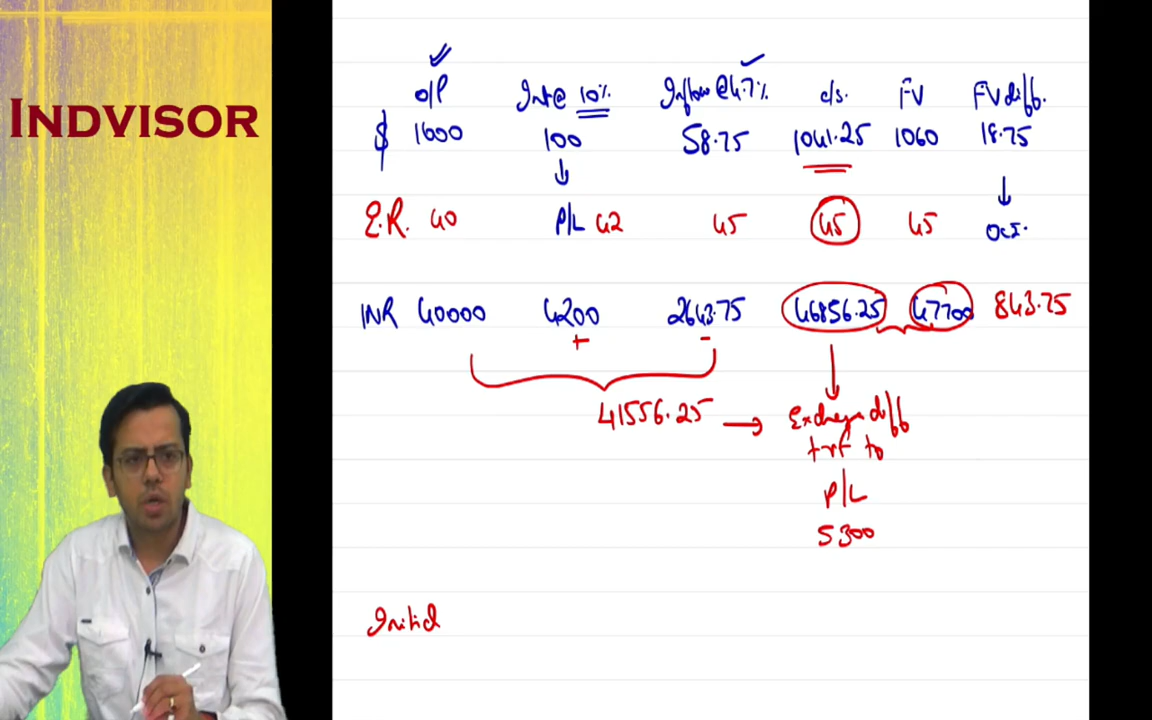 INDVISOR
O/P Int@ 10% Inflow @4.7% c/s. FV FV diff.
$ 1000 100 58.75 1041.25 1060 18.75
E.R. 40 P/L 42 45 45 45 OCI.
INR 40000 4200 2643.75 46856.25 47700 843.75
+ -
41556.25 → Exchange diff
trf to
P/L
5300
Initial